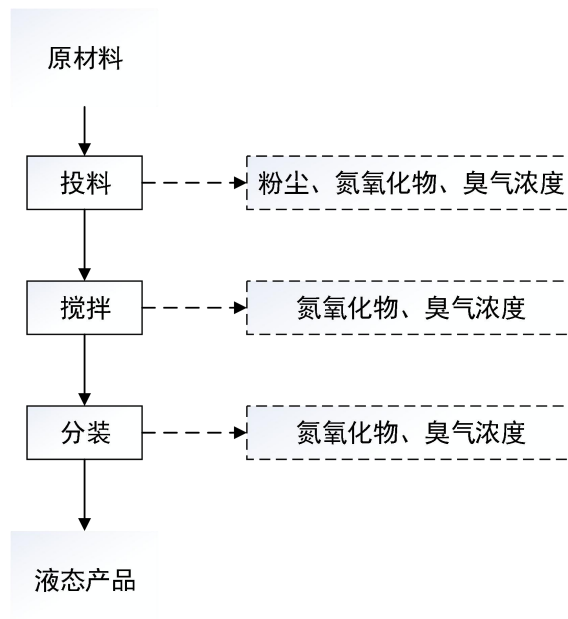 原材料
投料
粉尘、氮氧化物、臭气浓度
搅拌
氮氧化物、臭气浓度
分装
氮氧化物、臭气浓度
液态产品